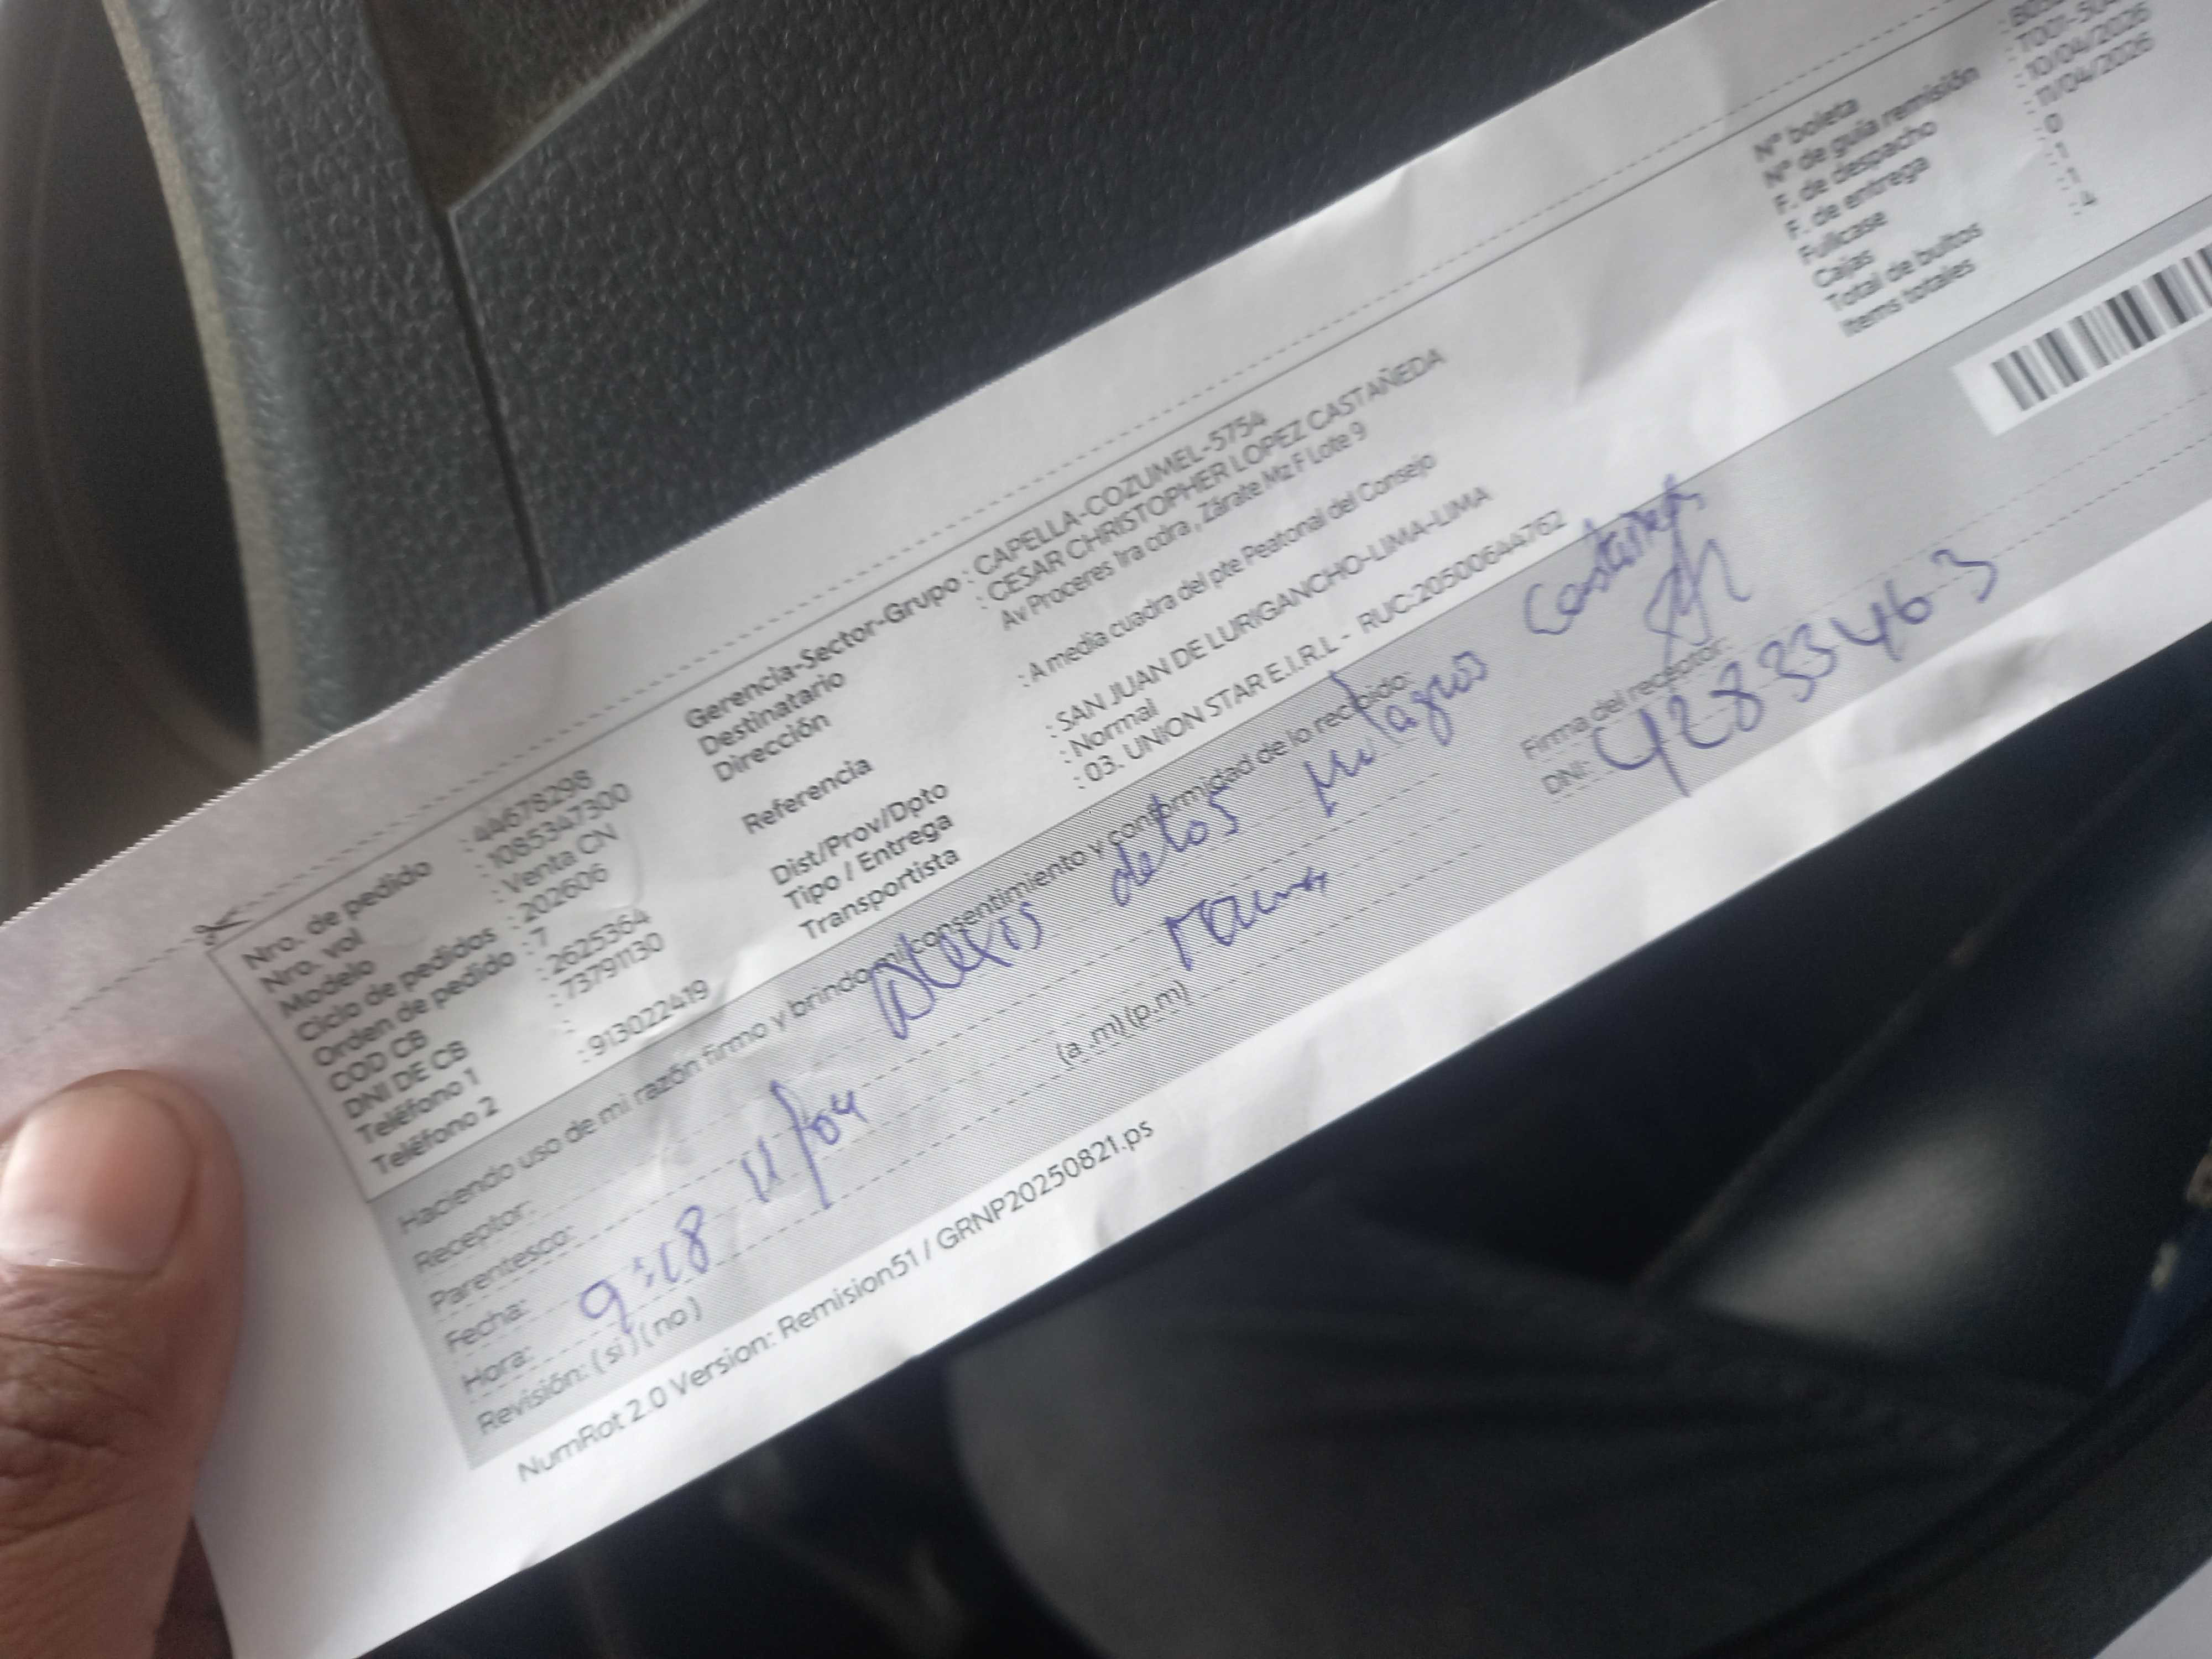 Nro. de pedido : 44678298
Nro. vol : 1085347300
Modelo : Venta CN
Ciclo de pedidos : 202606
Orden de pedido : 7
COD CB : 2625364
DNI DE CB : 73791130
Teléfono 1 :
Teléfono 2 : 913022419
Gerencia-Sector-Grupo : CAPELLA-COZUMEL-5754
Destinatario : CESAR CHRISTOPHER LOPEZ CASTAÑEDA
Dirección Av Proceres 1ra cdra , Zárate Mz F Lote 9
Referencia : A media cuadra del pte Peatonal del Consejo
Dist/Prov/Dpto : SAN JUAN DE LURIGANCHO-LIMA-LIMA
Tipo / Entrega : Normal
Transportista : 03. UNION STAR E.I.R.L - RUC:
N° boleta
N° de guía remisión : T001-
F. de despacho : 10/04/2026
F. de entrega : 11/04/2026
Fullcase : 0
Cajas
Total de bultos
Items totales : 4
Haciendo uso de mi razón firmo y brindo mi consentimiento y conformidad de lo recibido:
Receptor: Alexis de los Milagros Castañeda
Parentesco:
Fecha: 11/04
Hora: 9:18 (a .m) (p.m)
Revisión: ( si ) ( no )
Firma del receptor:
DNI: 42833463
NumRot 2.0 Version: Remision51 / GRNP20250821.ps